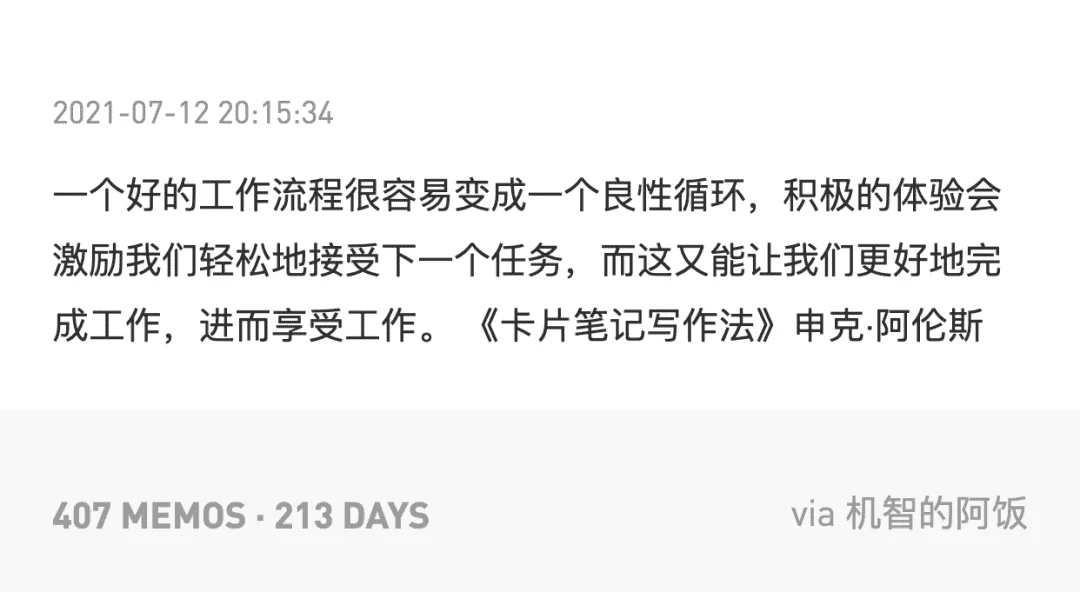 2021-07-12 20:15:34
一个好的工作流程很容易变成一个良性循环，积极的体验会
激励我们轻松地接受下一个任务，而这又能让我们更好地完
成工作，进而享受工作。《卡片笔记写作法》申克·阿伦斯
407 MEMOS · 213 DAYS
via 机智的阿饭